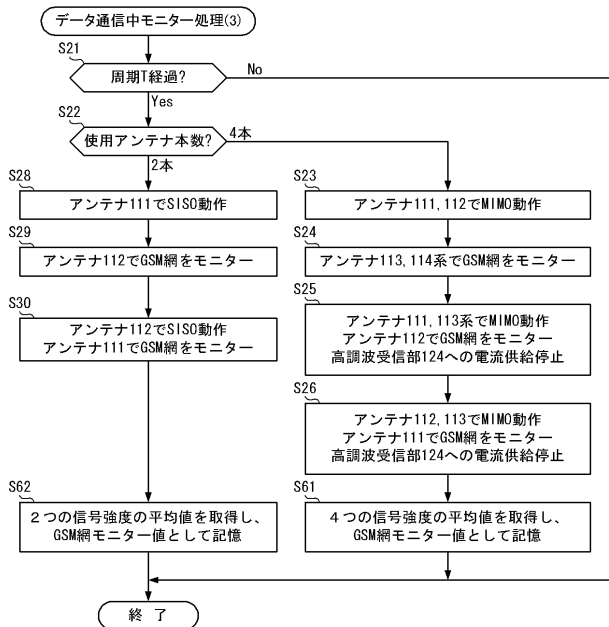 データ通信中モニター処理(3)
S21
周期T経過?
No
Yes
S22
使用アンテナ本数?
4本
2本
S28
アンテナ111でSISO動作
S29
アンテナ112でGSM網をモニター
S30
アンテナ112でSISO動作
アンテナ111でGSM網をモニター
S62
2つの信号強度の平均値を取得し、
GSM網モニター値として記憶
S23
アンテナ111, 112でMIMO動作
S24
アンテナ113, 114系でGSM網をモニター
S25
アンテナ111, 113系でMIMO動作
アンテナ112でGSM網をモニター
高調波受信部124への電流供給停止
S26
アンテナ112, 113でMIMO動作
アンテナ111でGSM網をモニター
高調波受信部124への電流供給停止
S61
4つの信号強度の平均値を取得し、
GSM網モニター値として記憶
終 了